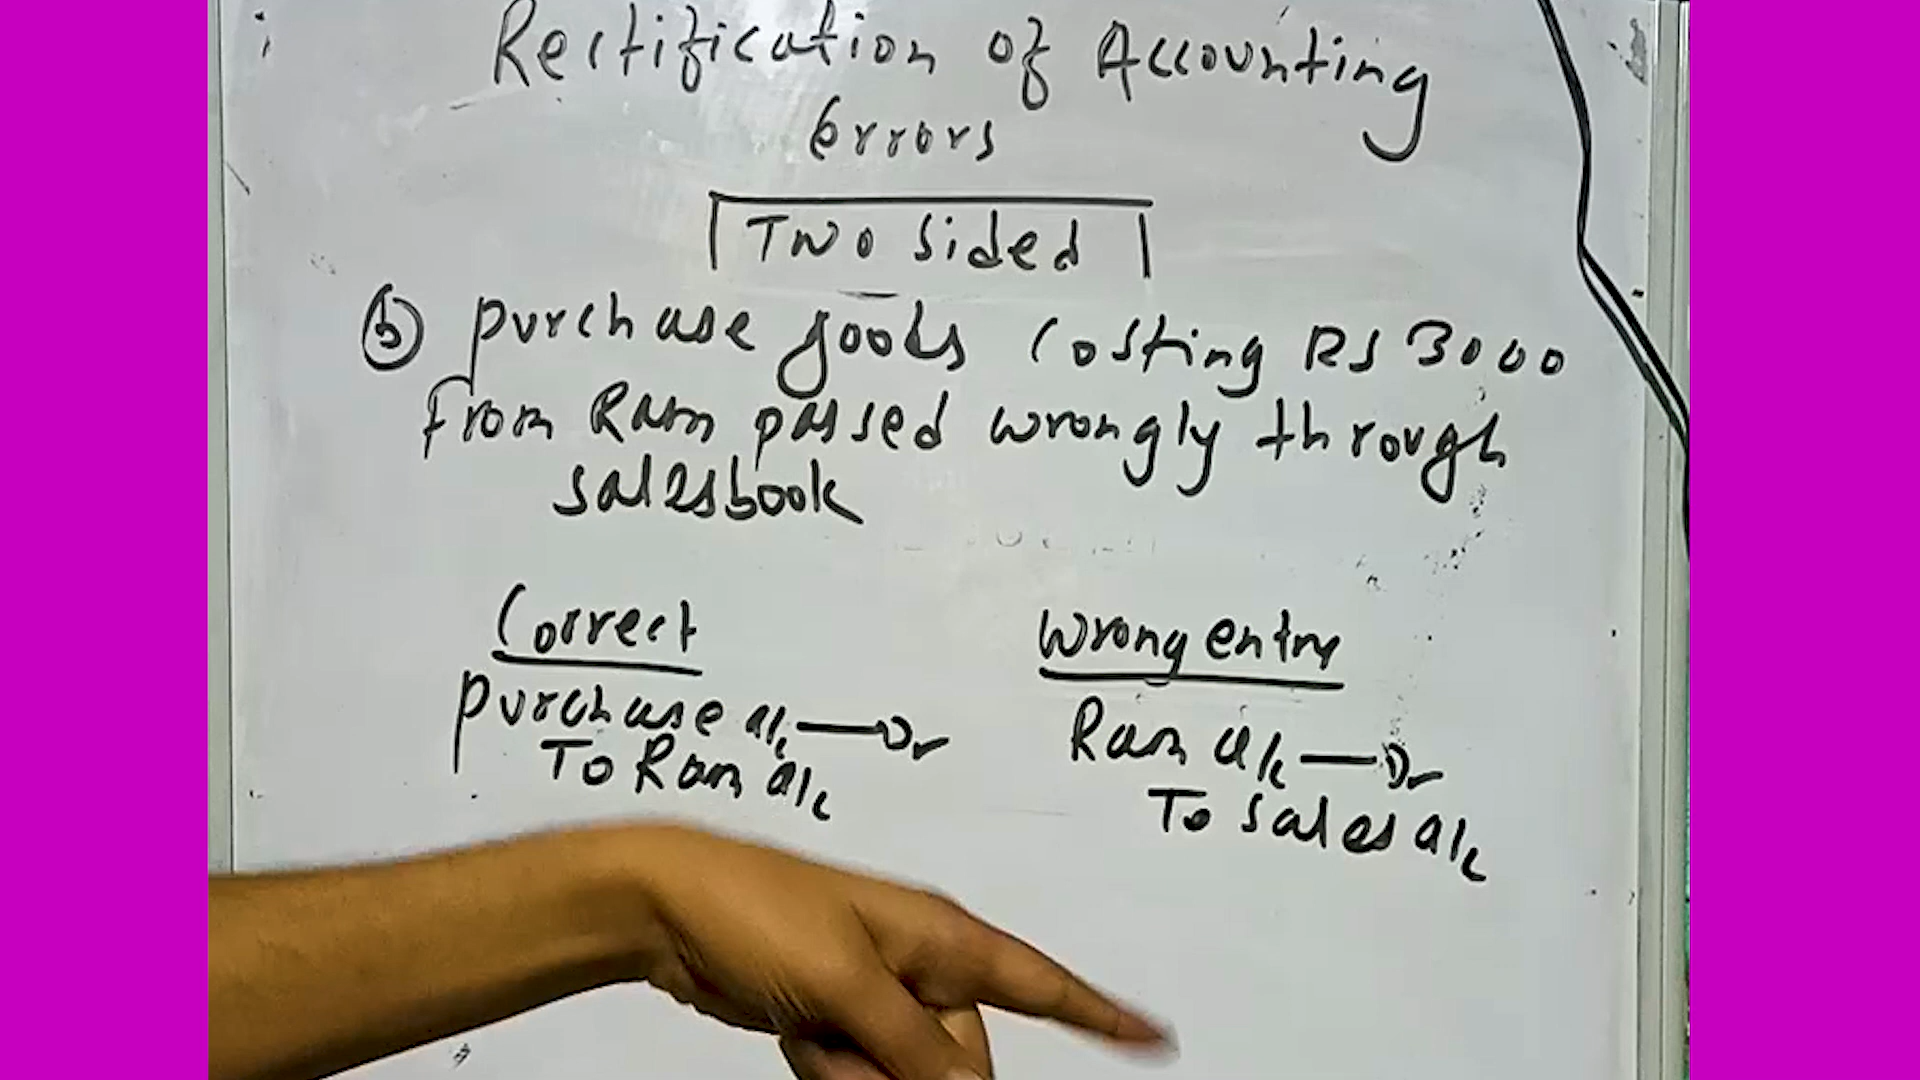 Rectification of Accounting
Errors
Two sided
b purchase goods costing RS 3000
From Ram passed wrongly through
salesbook
Correct
purchase a/c — Dr
To Ram a/c
Wrong entry
Ram a/c — Dr
To sales a/c